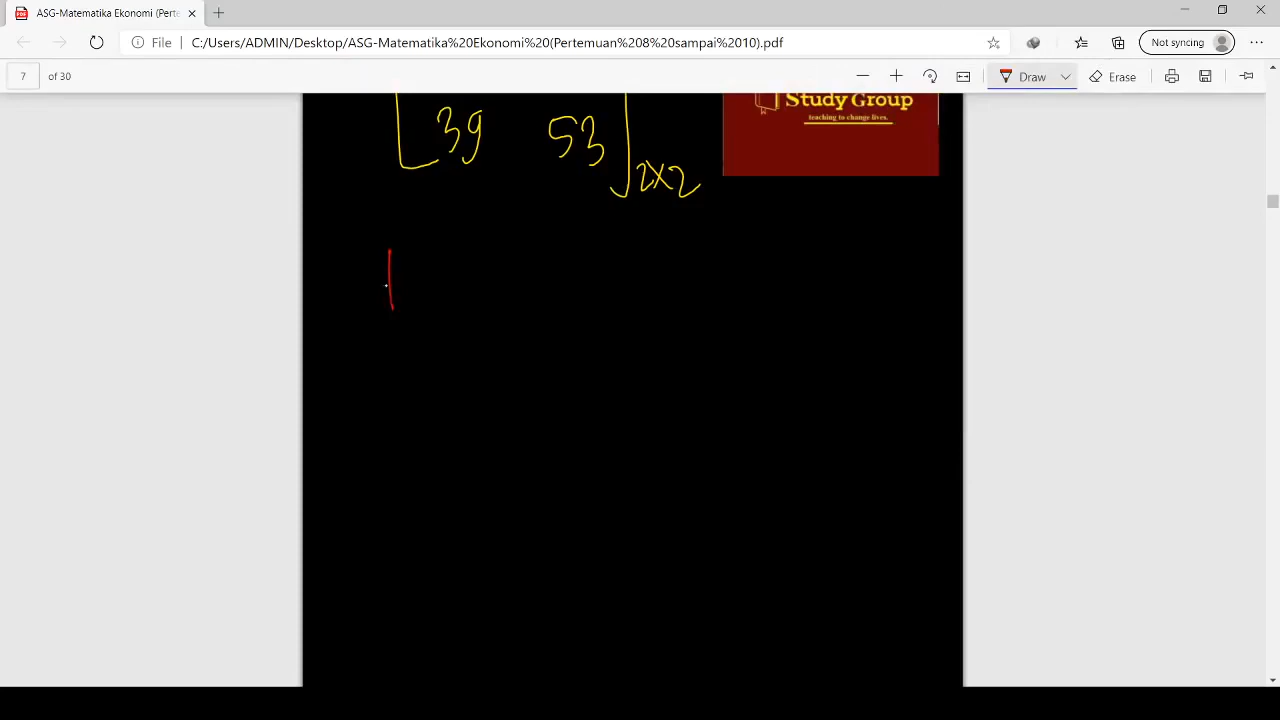 ASG-Matematika Ekonomi (Perte
File C:/Users/ADMIN/Desktop/ASG-Matematika%20Ekonomi%20(Pertemuan%208%20sampai%2010).pdf Not syncing
7 of 30 Draw Erase
Study Group
teaching to change lives.
39 53
2x2